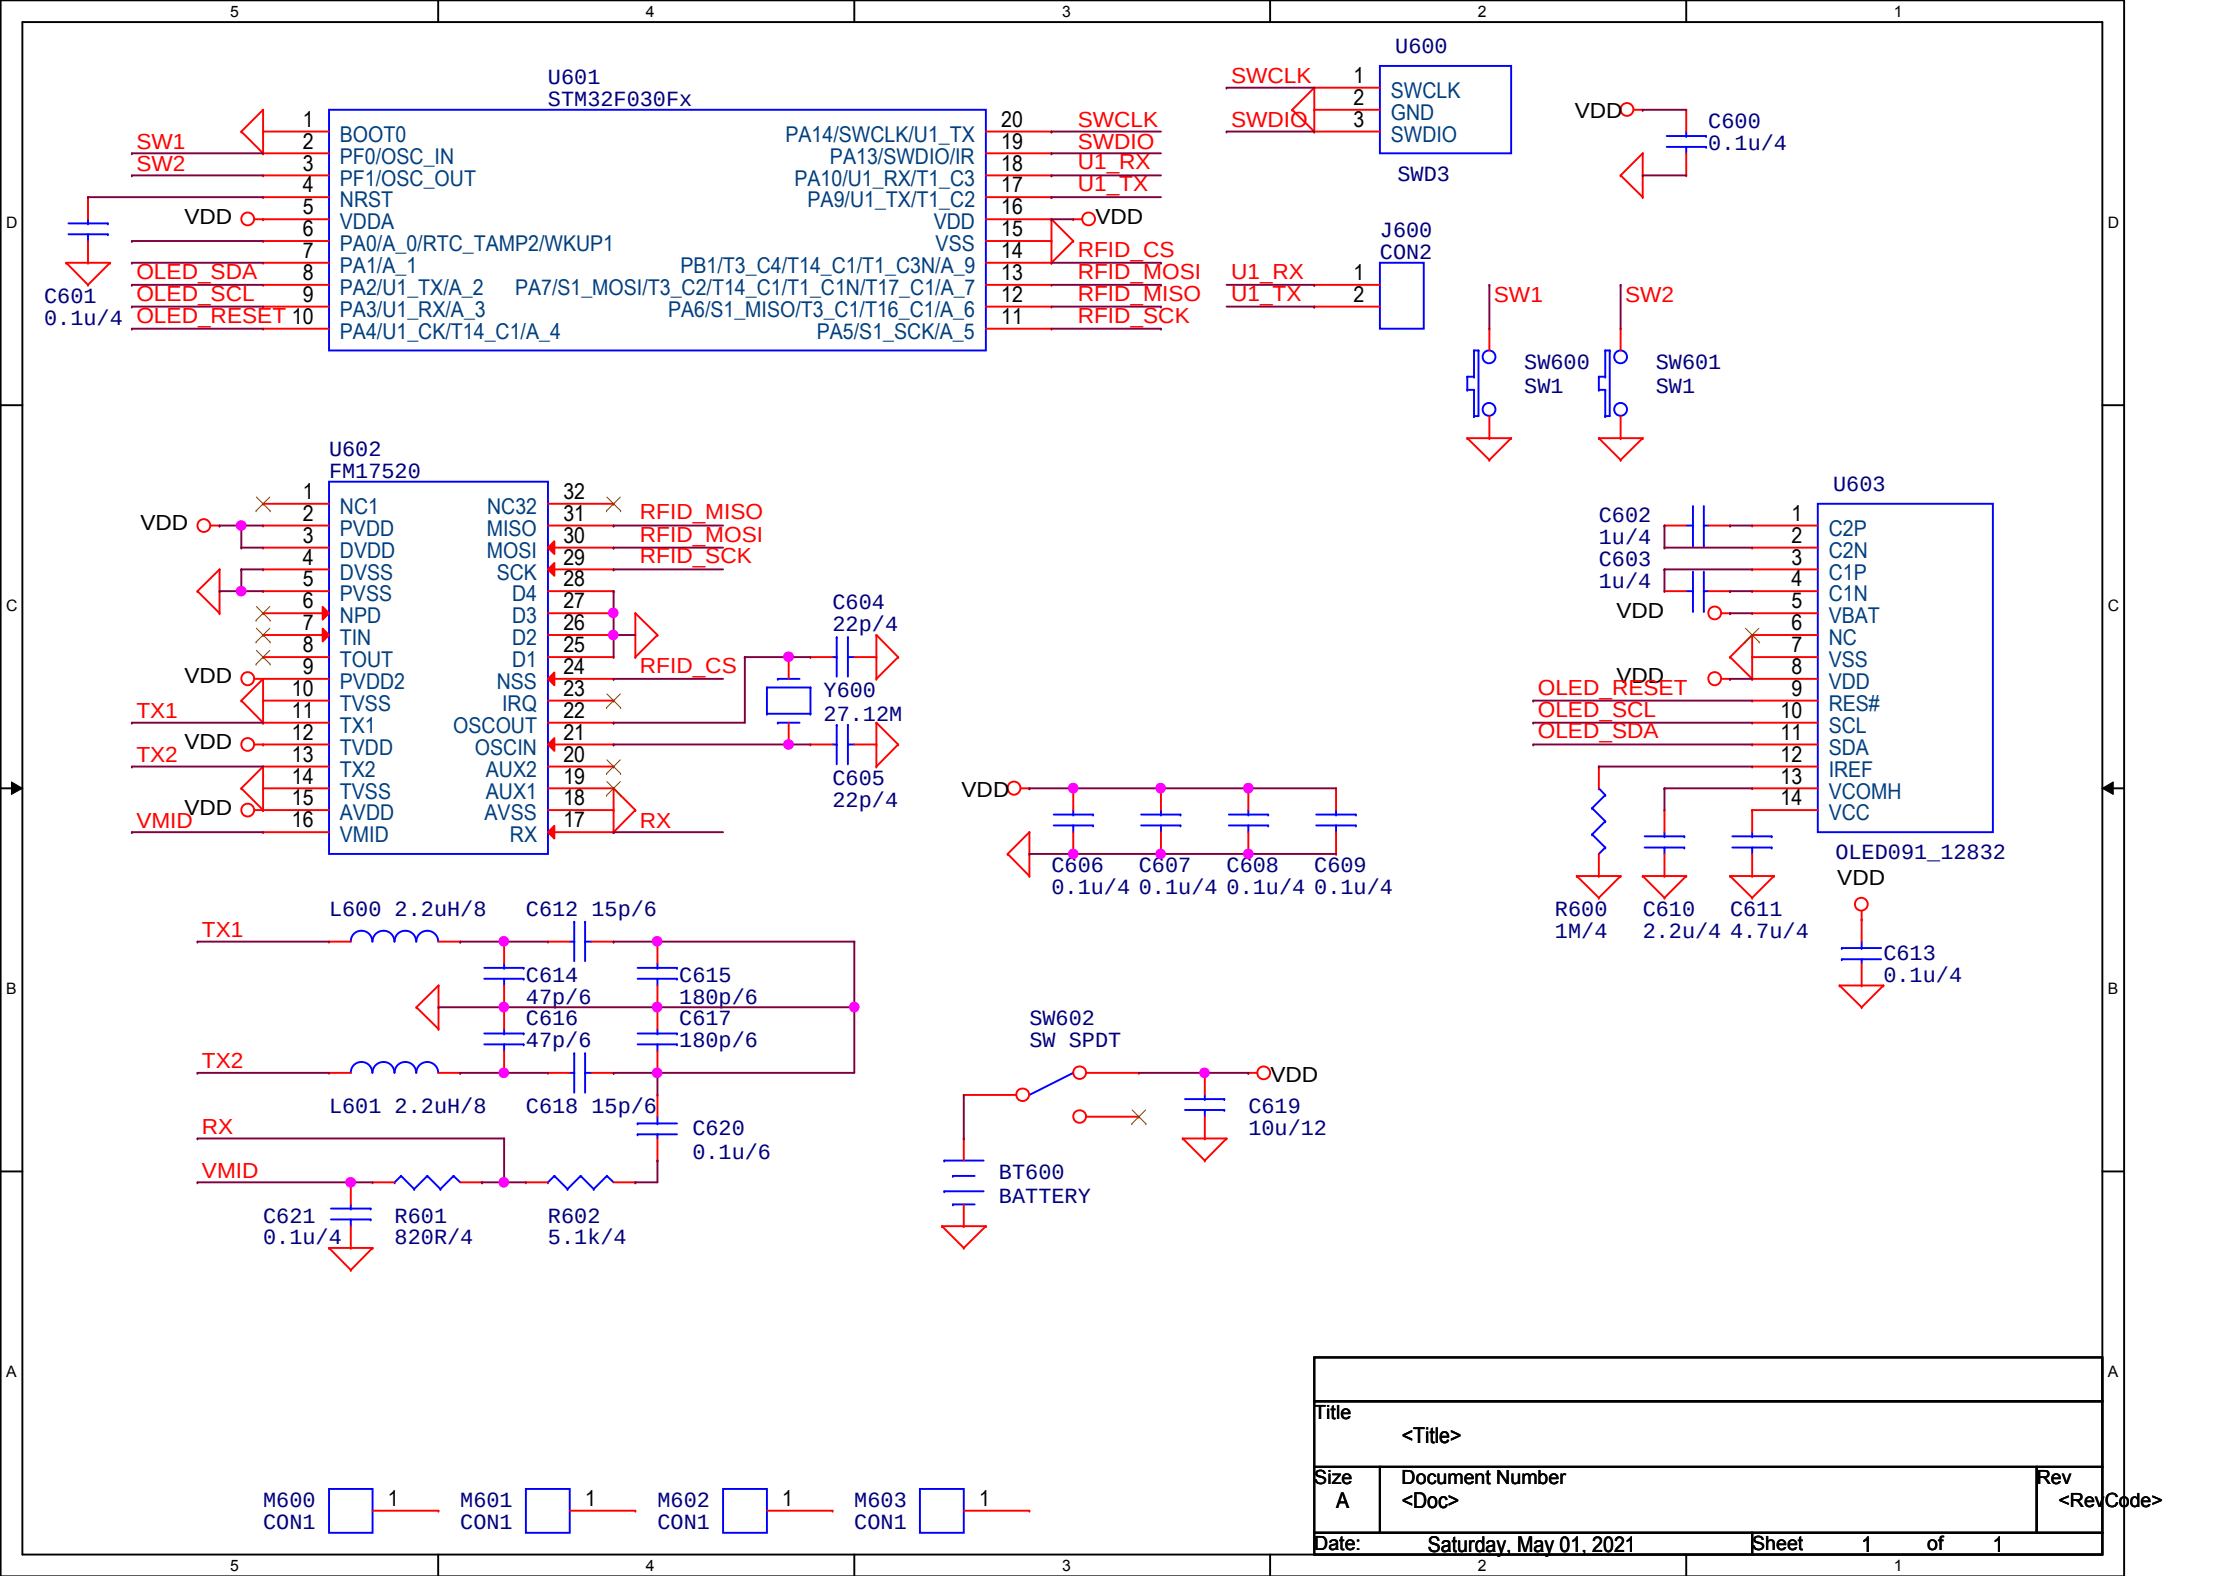 5 4 3 2 1
D
C
B
A
D
C
B
A
U601
STM32F030Fx
1 BOOT0
SW1 2 PF0/OSC_IN
SW2 3 PF1/OSC_OUT
4 NRST
VDD 5 VDDA
6 PA0/A_0/RTC_TAMP2/WKUP1
7 PA1/A_1
OLED_SDA 8 PA2/U1_TX/A_2
OLED_SCL 9 PA3/U1_RX/A_3
OLED_RESET 10 PA4/U1_CK/T14_C1/A_4
C601
0.1u/4
PA14/SWCLK/U1_TX 20 SWCLK
PA13/SWDIO/IR 19 SWDIO
PA10/U1_RX/T1_C3 18 U1_RX
PA9/U1_TX/T1_C2 17 U1_TX
VDD 16 VDD
VSS 15
PB1/T3_C4/T14_C1/T1_C3N/A_9 14 RFID_CS
PA7/S1_MOSI/T3_C2/T14_C1/T1_C1N/T17_C1/A_7 13 RFID_MOSI
PA6/S1_MISO/T3_C1/T16_C1/A_6 12 RFID_MISO
PA5/S1_SCK/A_5 11 RFID_SCK
U600
SWCLK 1 SWCLK
2 GND
SWDIO 3 SWDIO
SWD3
VDD
C600
0.1u/4
J600
CON2
U1_RX 1
U1_TX 2
SW1
SW600
SW1
SW2
SW601
SW1
U602
FM17520
1 NC1
VDD 2 PVDD
3 DVDD
4 DVSS
5 PVSS
6 NPD
7 TIN
8 TOUT
VDD 9 PVDD2
10 TVSS
TX1 11 TX1
VDD 12 TVDD
TX2 13 TX2
14 TVSS
VDD 15 AVDD
VMID 16 VMID
NC32 32
MISO 31 RFID_MISO
MOSI 30 RFID_MOSI
SCK 29 RFID_SCK
D4 28
D3 27
D2 26
D1 25
NSS 24 RFID_CS
IRQ 23
OSCOUT 22
OSCIN 21
AUX2 20
AUX1 19
AVSS 18
RX 17 RX
C604
22p/4
Y600
27.12M
C605
22p/4
U603
C602
1u/4
C603
1u/4
1 C2P
2 C2N
3 C1P
4 C1N
VDD 5 VBAT
6 NC
7 VSS
VDD 8 VDD
OLED_RESET 9 RES#
OLED_SCL 10 SCL
OLED_SDA 11 SDA
12 IREF
13 VCOMH
14 VCC
OLED091_12832
R600
1M/4
C610
2.2u/4
C611
4.7u/4
VDD
C613
0.1u/4
VDD
C606 C607 C608 C609
0.1u/4 0.1u/4 0.1u/4 0.1u/4
TX1
L600 2.2uH/8 C612 15p/6
C614
47p/6
C615
180p/6
C616
47p/6
C617
180p/6
TX2
L601 2.2uH/8 C618 15p/6
RX
C620
0.1u/6
VMID
C621
0.1u/4
R601
820R/4
R602
5.1k/4
SW602
SW SPDT
VDD
C619
10u/12
BT600
BATTERY
M600 1
CON1
M601 1
CON1
M602 1
CON1
M603 1
CON1
Title
<Title>
Size Document Number Rev
A <Doc> <RevCode>
Date: Saturday, May 01, 2021 Sheet 1 of 1
5 4 3 2 1